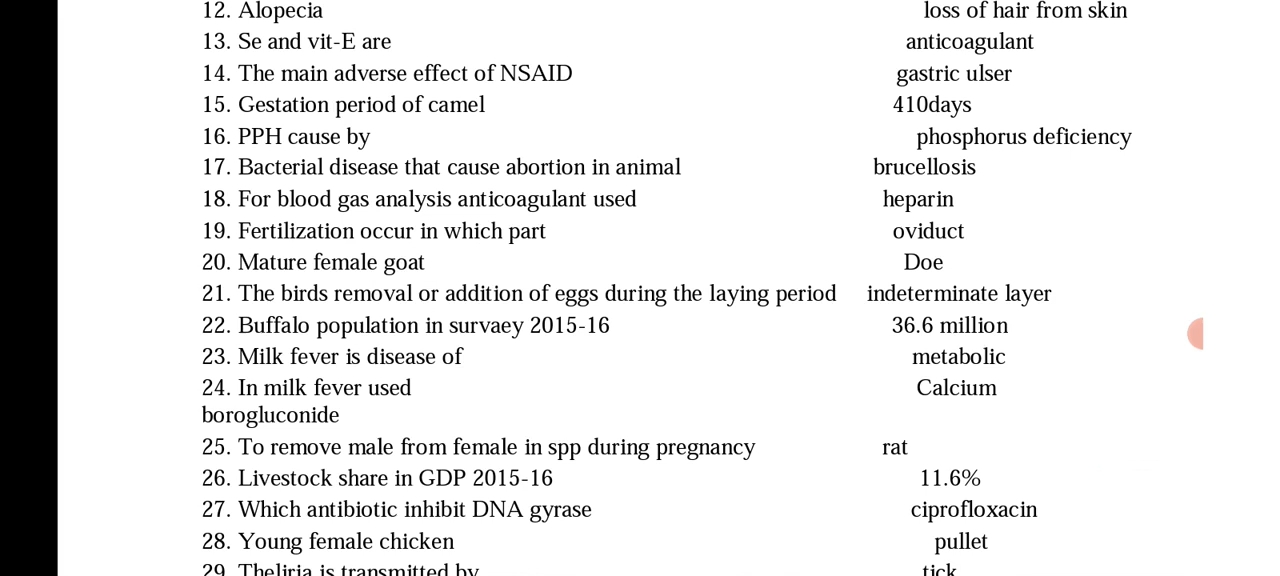 12. Alopecia loss of hair from skin
13. Se and vit-E are anticoagulant
14. The main adverse effect of NSAID gastric ulser
15. Gestation period of camel 410days
16. PPH cause by phosphorus deficiency
17. Bacterial disease that cause abortion in animal brucellosis
18. For blood gas analysis anticoagulant used heparin
19. Fertilization occur in which part oviduct
20. Mature female goat Doe
21. The birds removal or addition of eggs during the laying period indeterminate layer
22. Buffalo population in survaey 2015-16 36.6 million
23. Milk fever is disease of metabolic
24. In milk fever used Calcium
borogluconide
25. To remove male from female in spp during pregnancy rat
26. Livestock share in GDP 2015-16 11.6%
27. Which antibiotic inhibit DNA gyrase ciprofloxacin
28. Young female chicken pullet
29. Theliria is transmitted by tick